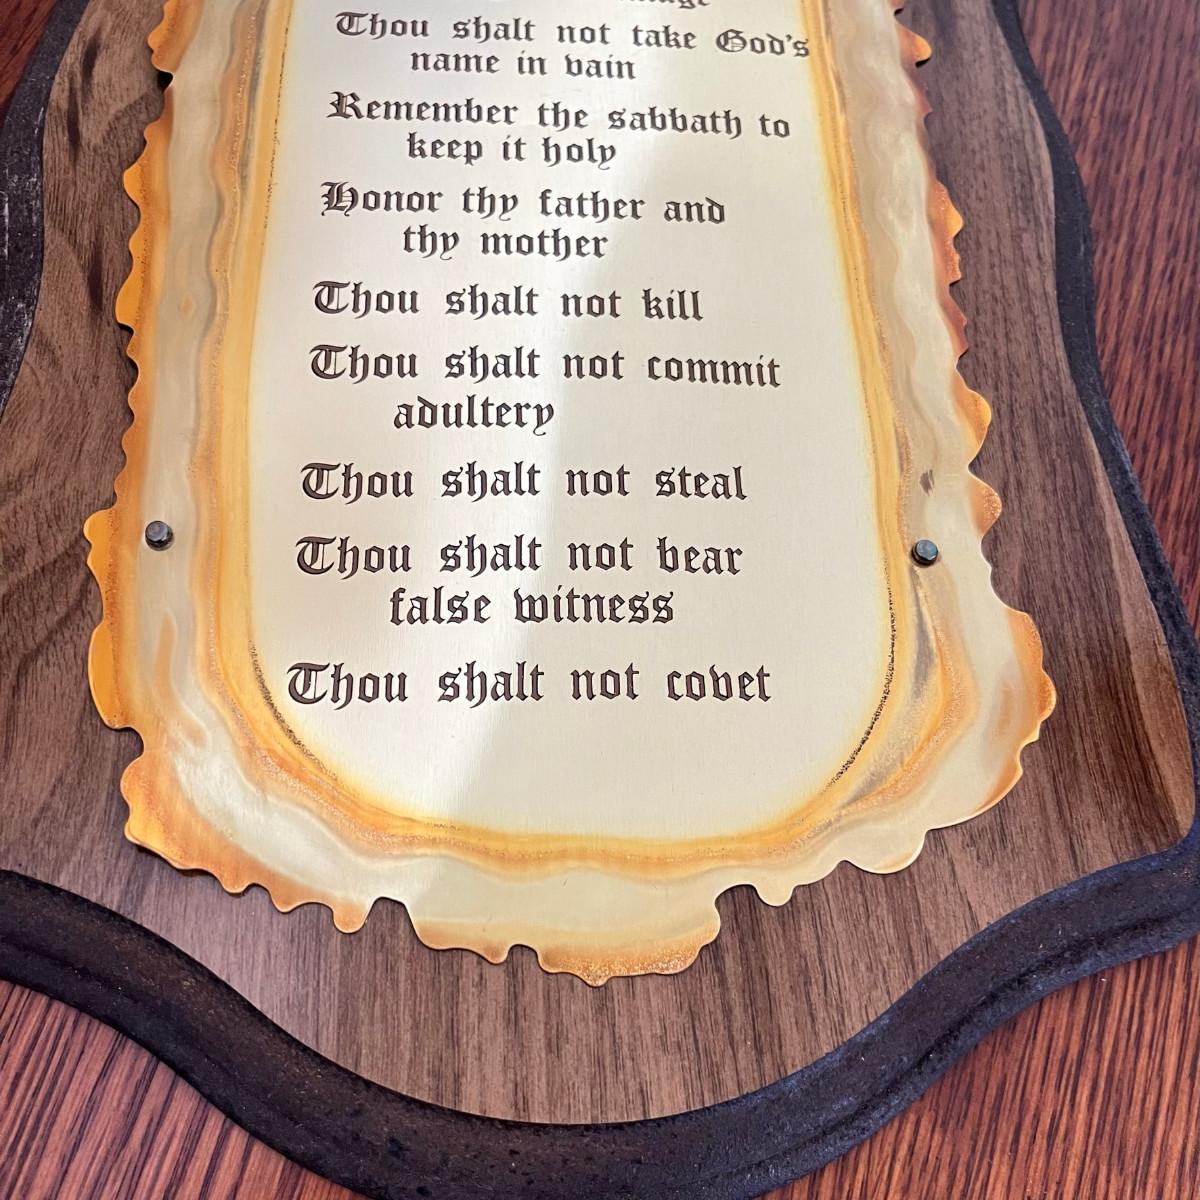 Thou shalt not take God's
name in vain
Remember the sabbath to
keep it holy
Honor thy father and
thy mother
Thou shalt not kill
Thou shalt not commit
adultery
Thou shalt not steal
Thou shalt not bear
false witness
Thou shalt not covet